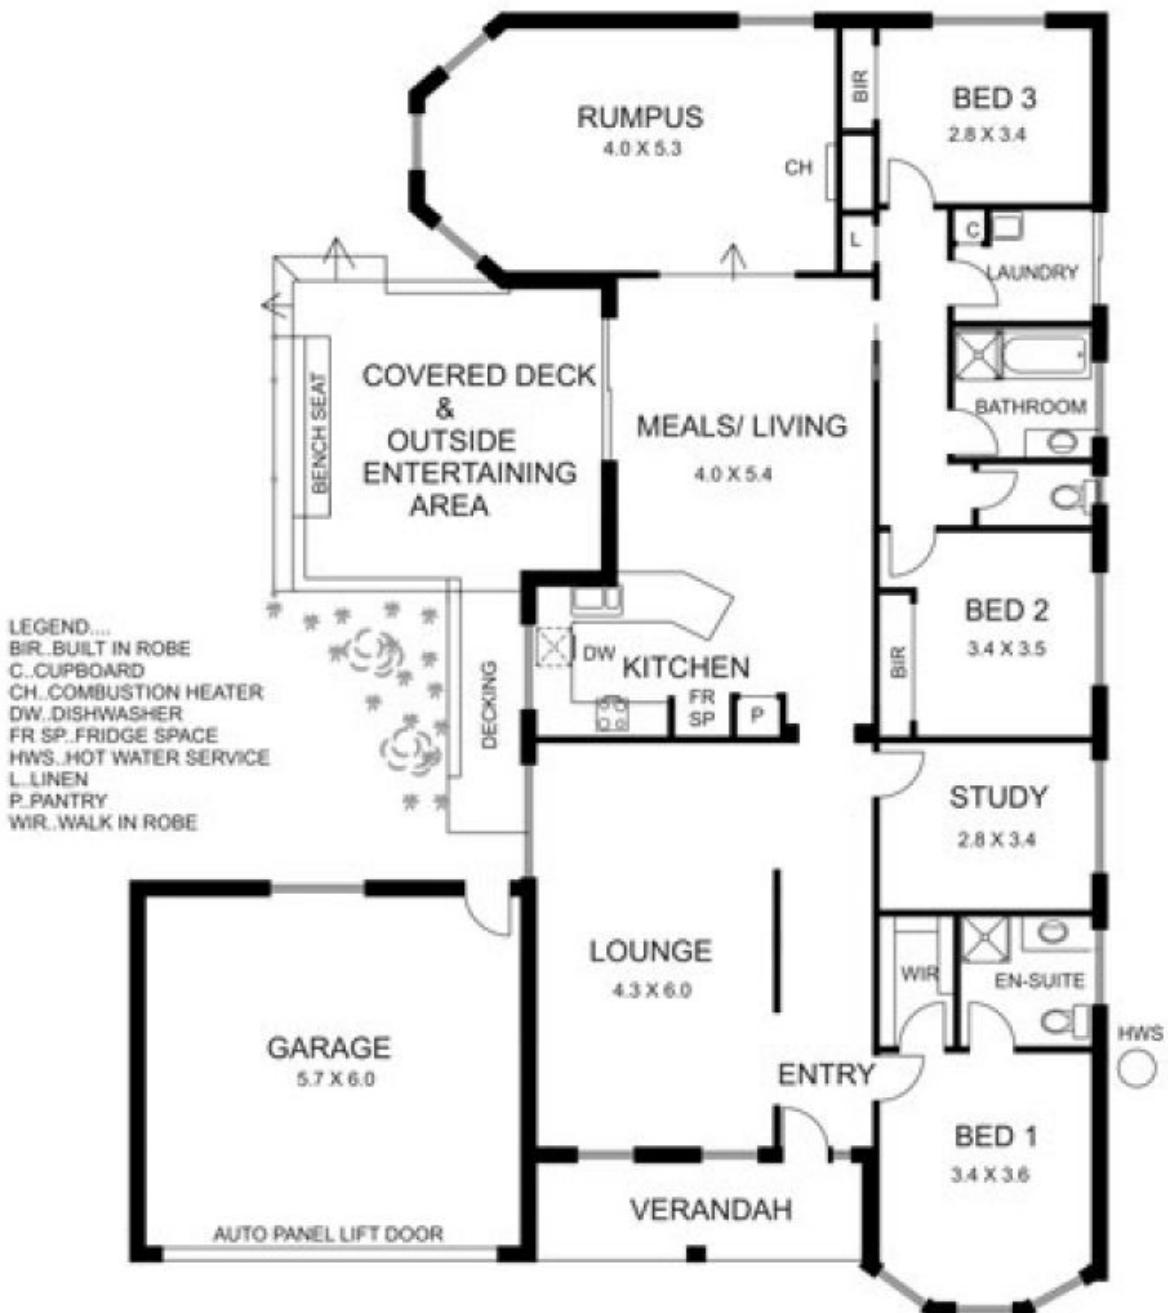 RUMPUS
4.0 X 5.3
BIR
BED 3
2.8 X 3.4
CH
L
C
LAUNDRY
BENCH SEAT
COVERED DECK
&
OUTSIDE
ENTERTAINING
AREA
MEALS/ LIVING
4.0 X 5.4
BATHROOM
LEGEND....
BIR..BUILT IN ROBE
C..CUPBOARD
CH..COMBUSTION HEATER
DW..DISHWASHER
FR SP..FRIDGE SPACE
HWS..HOT WATER SERVICE
L..LINEN
P..PANTRY
WIR..WALK IN ROBE
DECKING
DW
KITCHEN
FR
SP
P
BIR
BED 2
3.4 X 3.5
STUDY
2.8 X 3.4
LOUNGE
4.3 X 6.0
WIR
EN-SUITE
HWS
GARAGE
5.7 X 6.0
ENTRY
BED 1
3.4 X 3.6
VERANDAH
AUTO PANEL LIFT DOOR